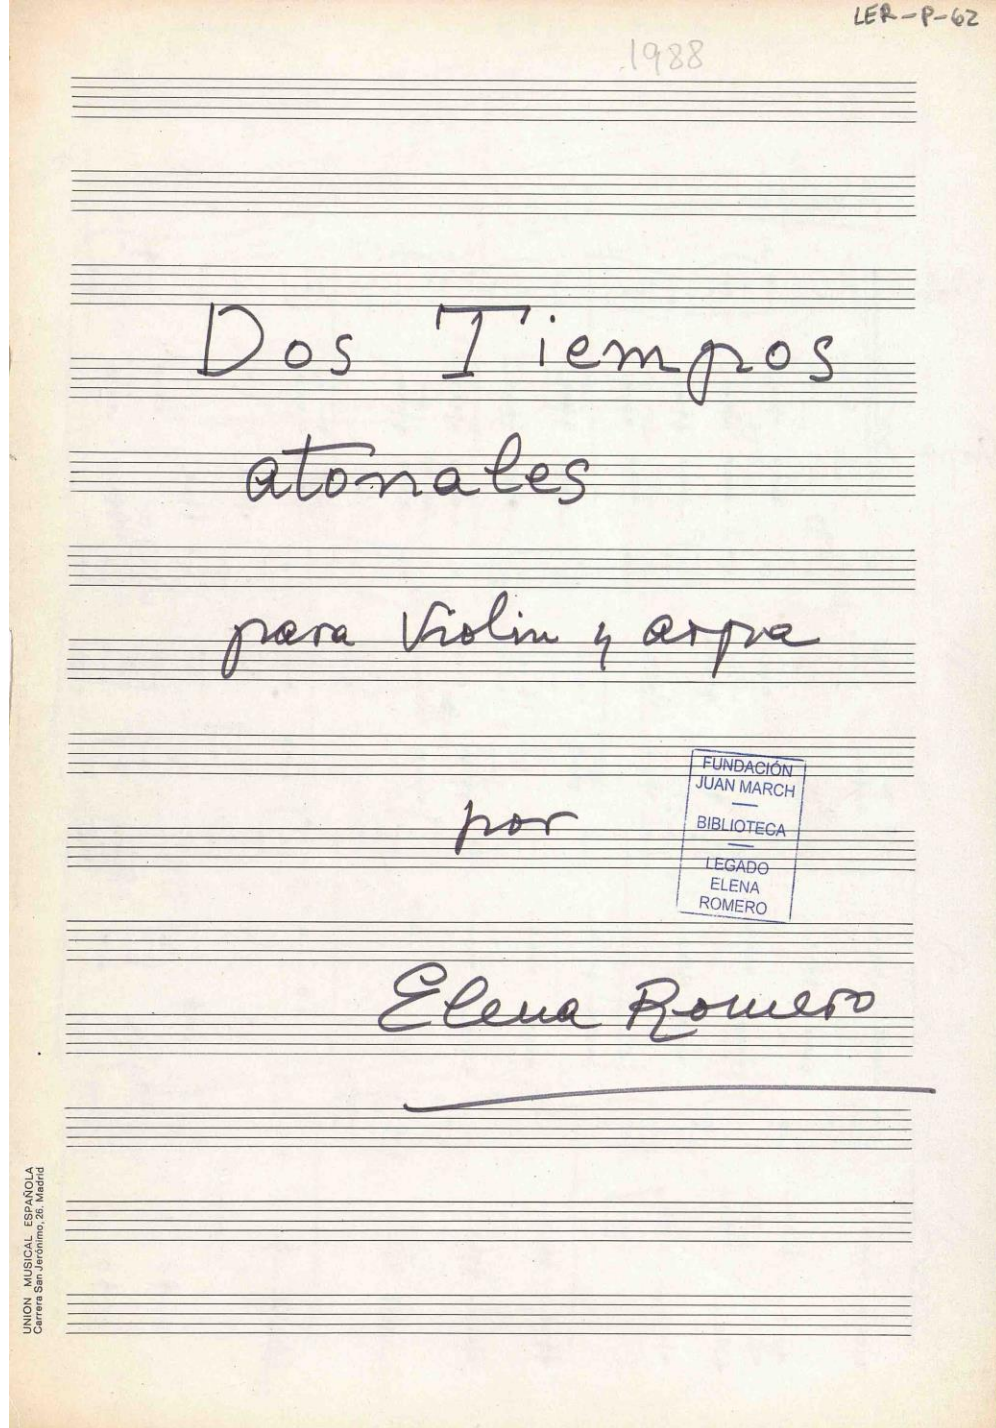 LER-P-62
1988
Dos Tiempos
atonales
para Violin y arpa
por
FUNDACIÓN
JUAN MARCH
BIBLIOTECA
LEGADO
ELENA
ROMERO
Elena Romero
UNION MUSICAL ESPAÑOLA
Carrera San Jerónimo, 26. Madrid